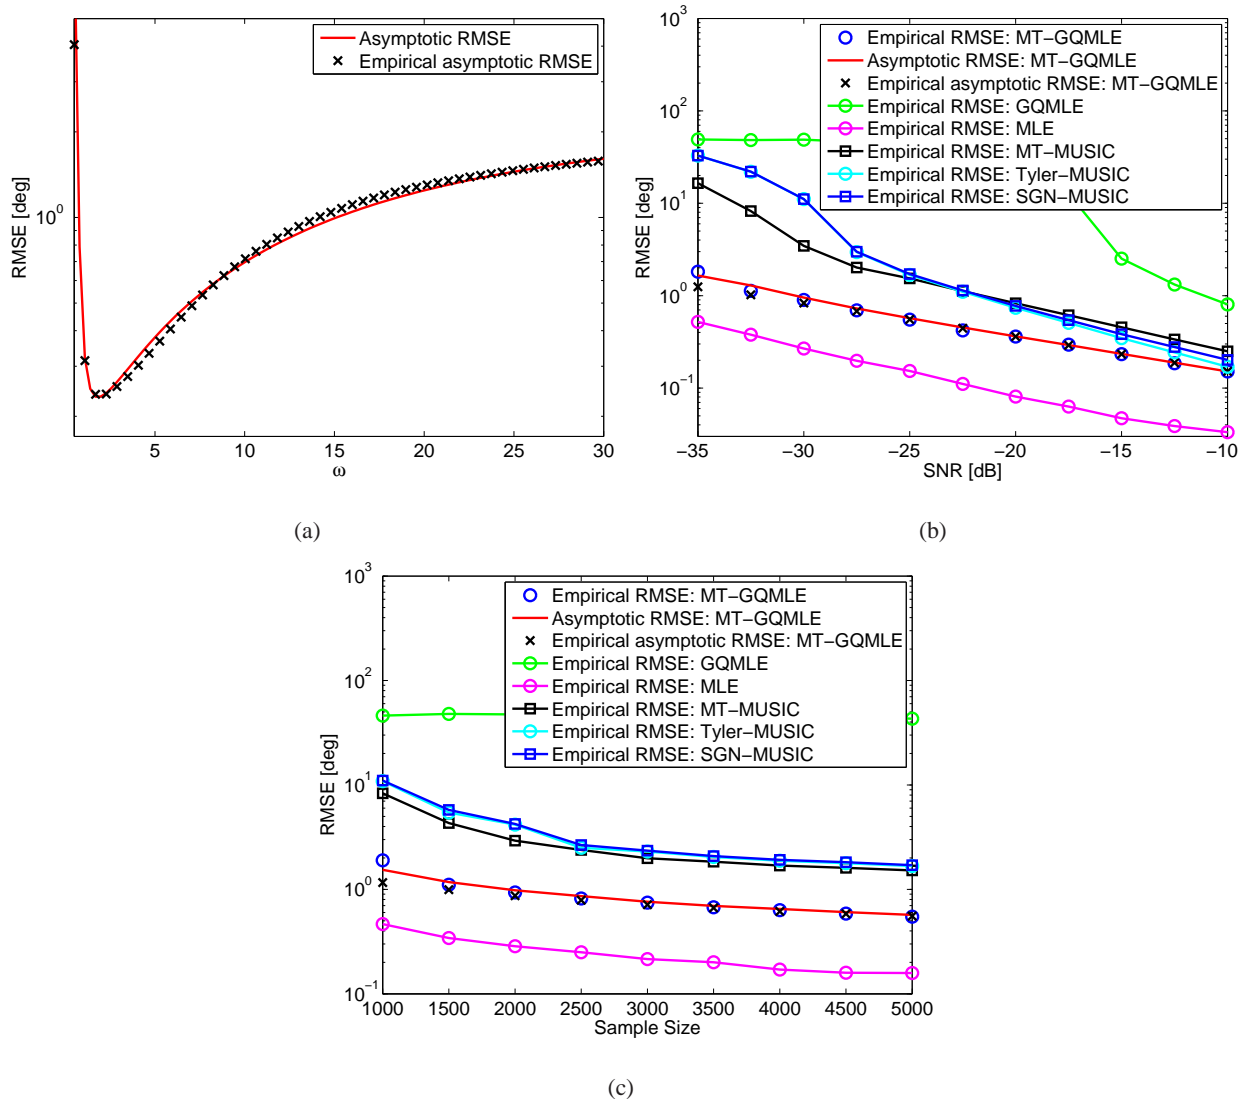 Asymptotic RMSE
Empirical asymptotic RMSE
RMSE [deg]
10^0
5 10 15 20 25 30
ω
(a)
10^3
10^2
10^1
10^0
10^−1
RMSE [deg]
Empirical RMSE: MT−GQMLE
Asymptotic RMSE: MT−GQMLE
Empirical asymptotic RMSE: MT−GQMLE
Empirical RMSE: GQMLE
Empirical RMSE: MLE
Empirical RMSE: MT−MUSIC
Empirical RMSE: Tyler−MUSIC
Empirical RMSE: SGN−MUSIC
−35 −30 −25 −20 −15 −10
SNR [dB]
(b)
10^3
10^2
10^1
10^0
10^−1
RMSE [deg]
Empirical RMSE: MT−GQMLE
Asymptotic RMSE: MT−GQMLE
Empirical asymptotic RMSE: MT−GQMLE
Empirical RMSE: GQMLE
Empirical RMSE: MLE
Empirical RMSE: MT−MUSIC
Empirical RMSE: Tyler−MUSIC
Empirical RMSE: SGN−MUSIC
1000 1500 2000 2500 3000 3500 4000 4500 5000
Sample Size
(c)